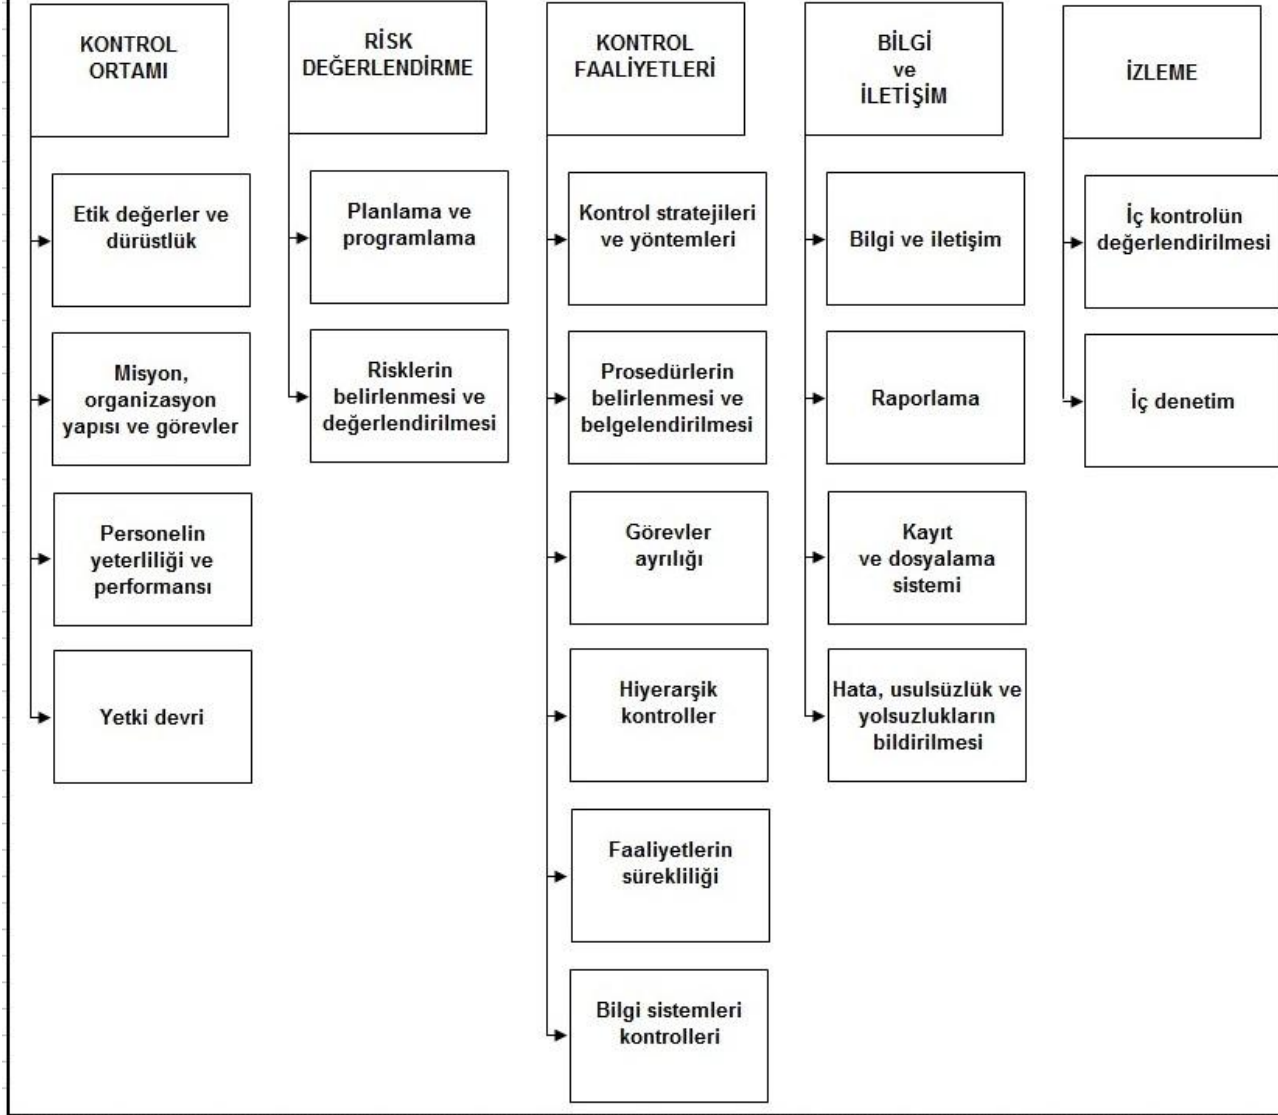 KONTROL
ORTAMI
Etik değerler ve
dürüstlük
Misyon,
organizasyon
yapısı ve görevler
Personelin
yeterliliği ve
performansı
Yetki devri
RİSK
DEĞERLENDİRME
Planlama ve
programlama
Risklerin
belirlenmesi ve
değerlendirilmesi
KONTROL
FAALİYETLERİ
Kontrol stratejileri
ve yöntemleri
Prosedürlerin
belirlenmesi ve
belgelendirilmesi
Görevler
ayrılığı
Hiyerarşik
kontroller
Faaliyetlerin
sürekliliği
Bilgi sistemleri
kontrolleri
BİLGİ
ve
İLETİŞİM
Bilgi ve iletişim
Raporlama
Kayıt
ve dosyalama
sistemi
Hata, usulsüzlük ve
yolsuzlukların
bildirilmesi
İZLEME
İç kontrolün
değerlendirilmesi
İç denetim